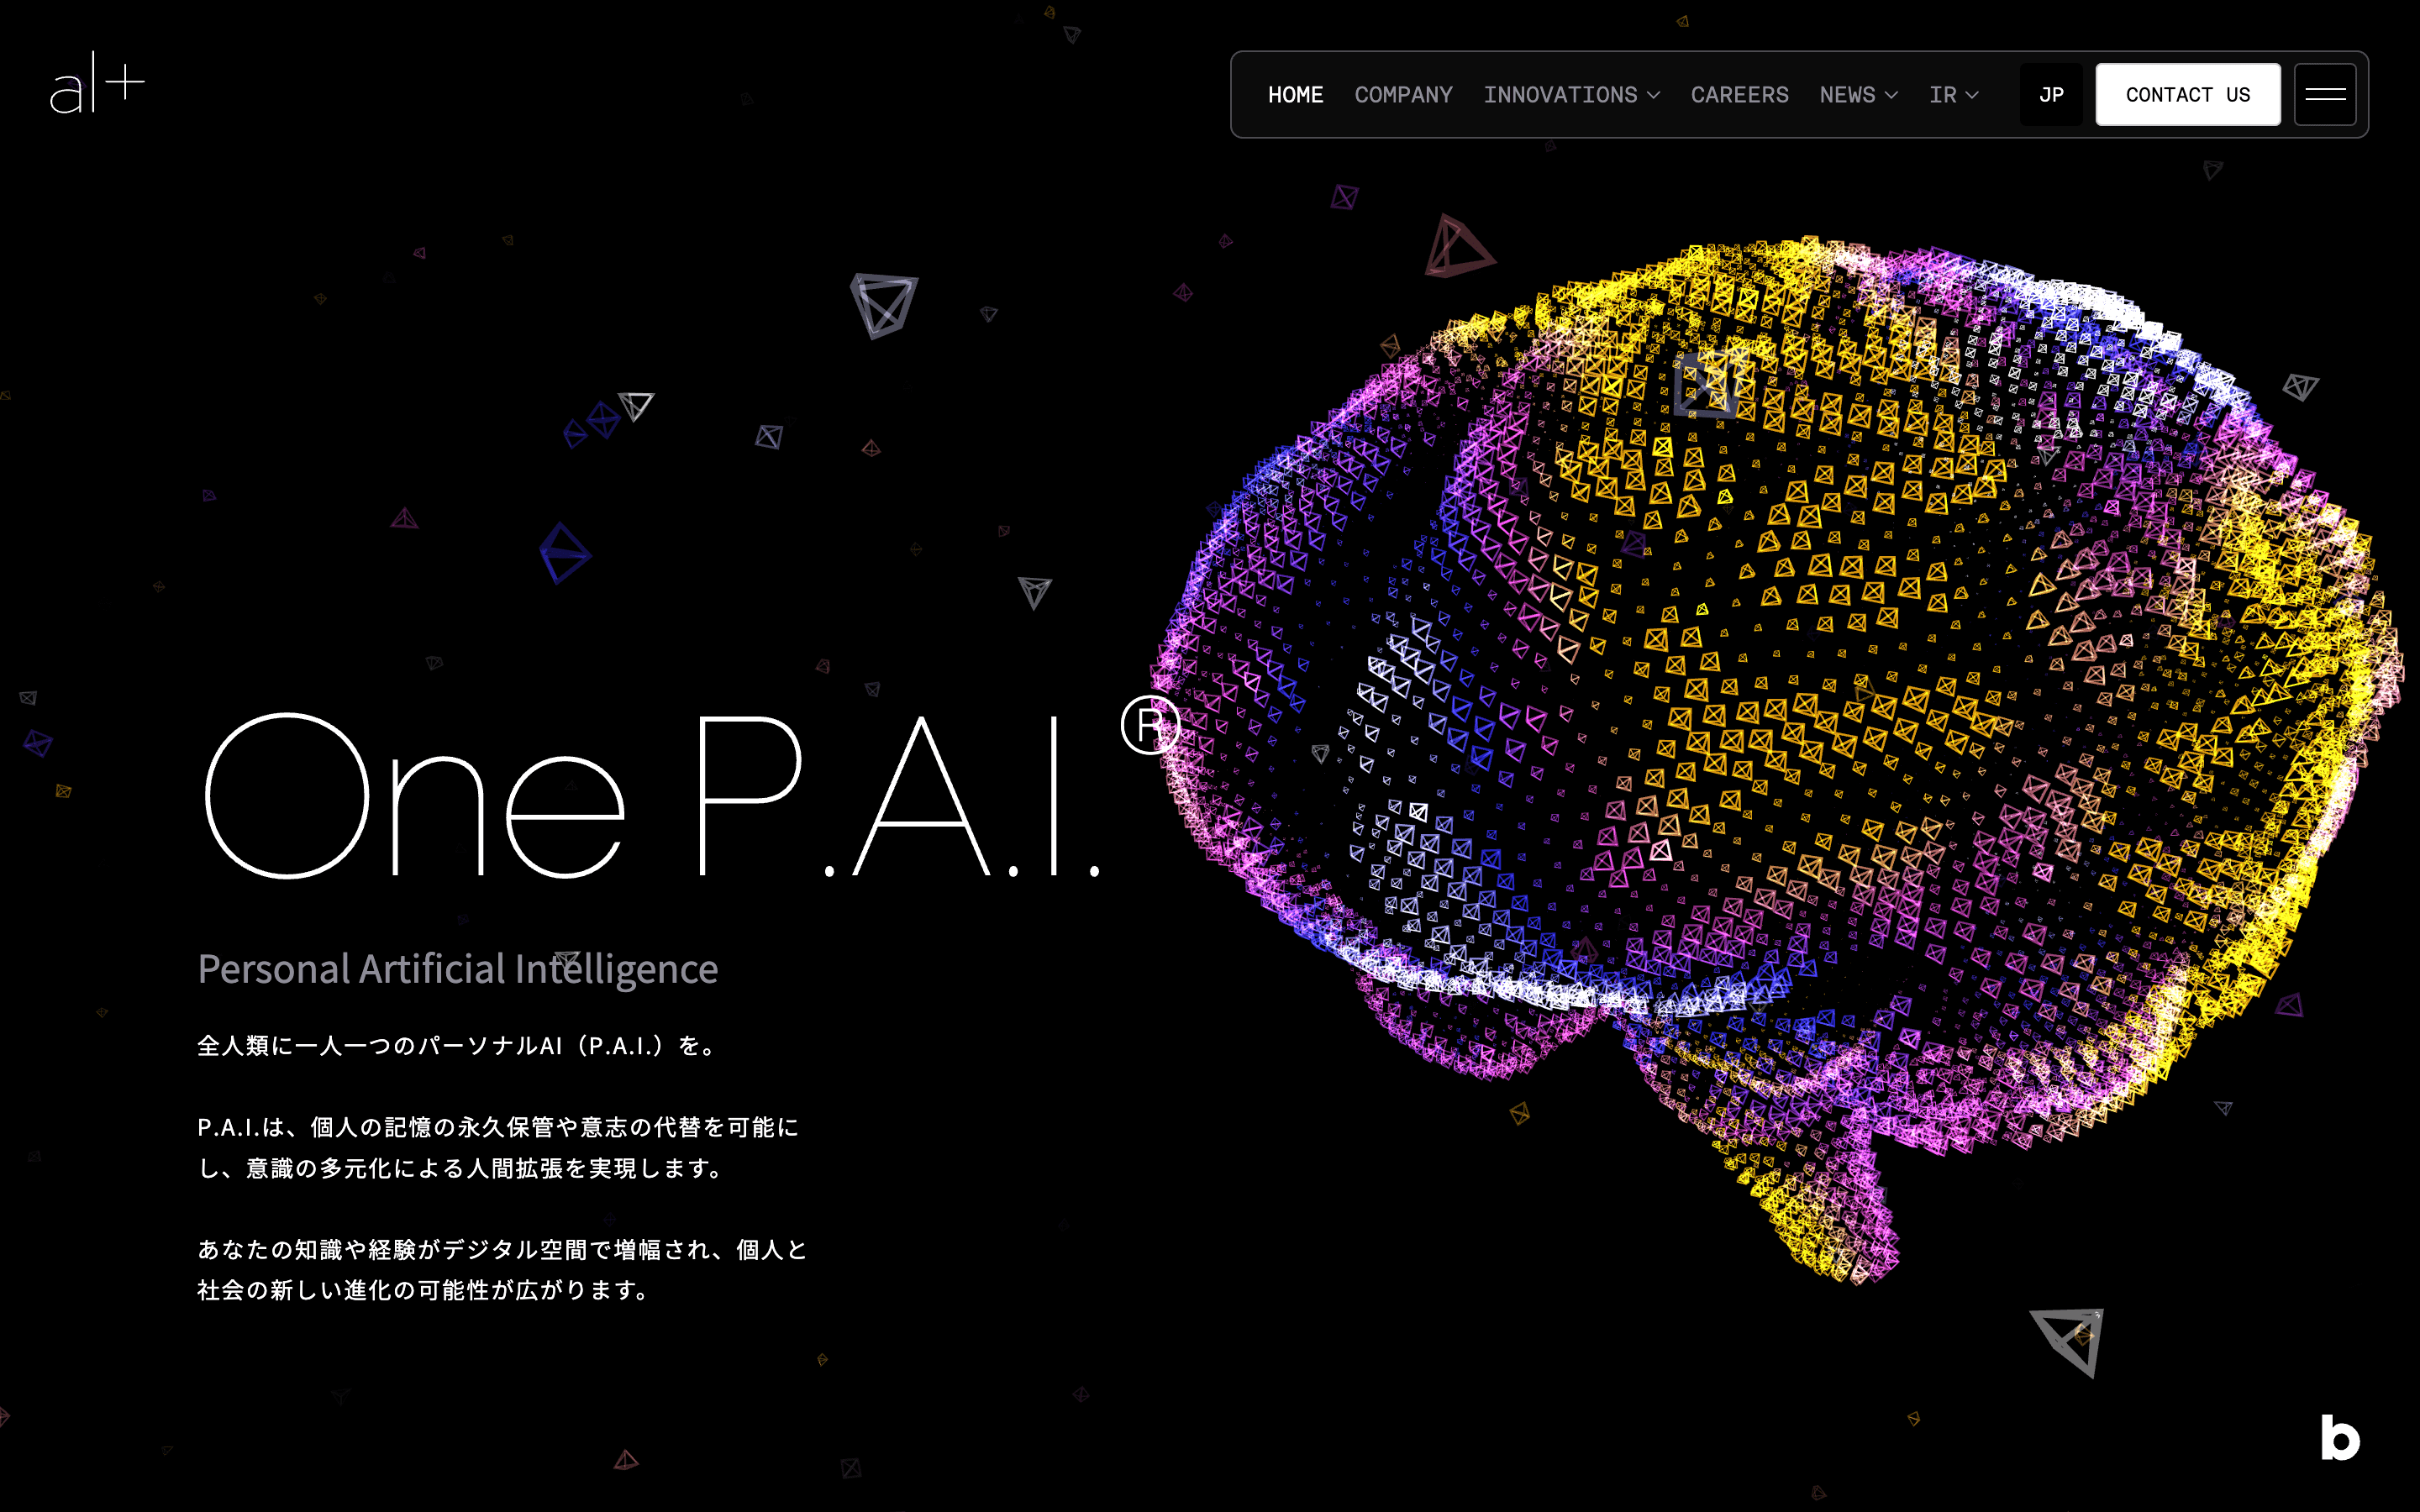 al+
HOME COMPANY INNOVATIONS CAREERS NEWS IR JP CONTACT US
One P.A.I.®
Personal Artificial Intelligence
全人類に一人一つのパーソナルAI（P.A.I.）を。
P.A.I.は、個人の記憶の永久保管や意志の代替を可能に
し、意識の多元化による人間拡張を実現します。
あなたの知識や経験がデジタル空間で増幅され、個人と
社会の新しい進化の可能性が広がります。
b